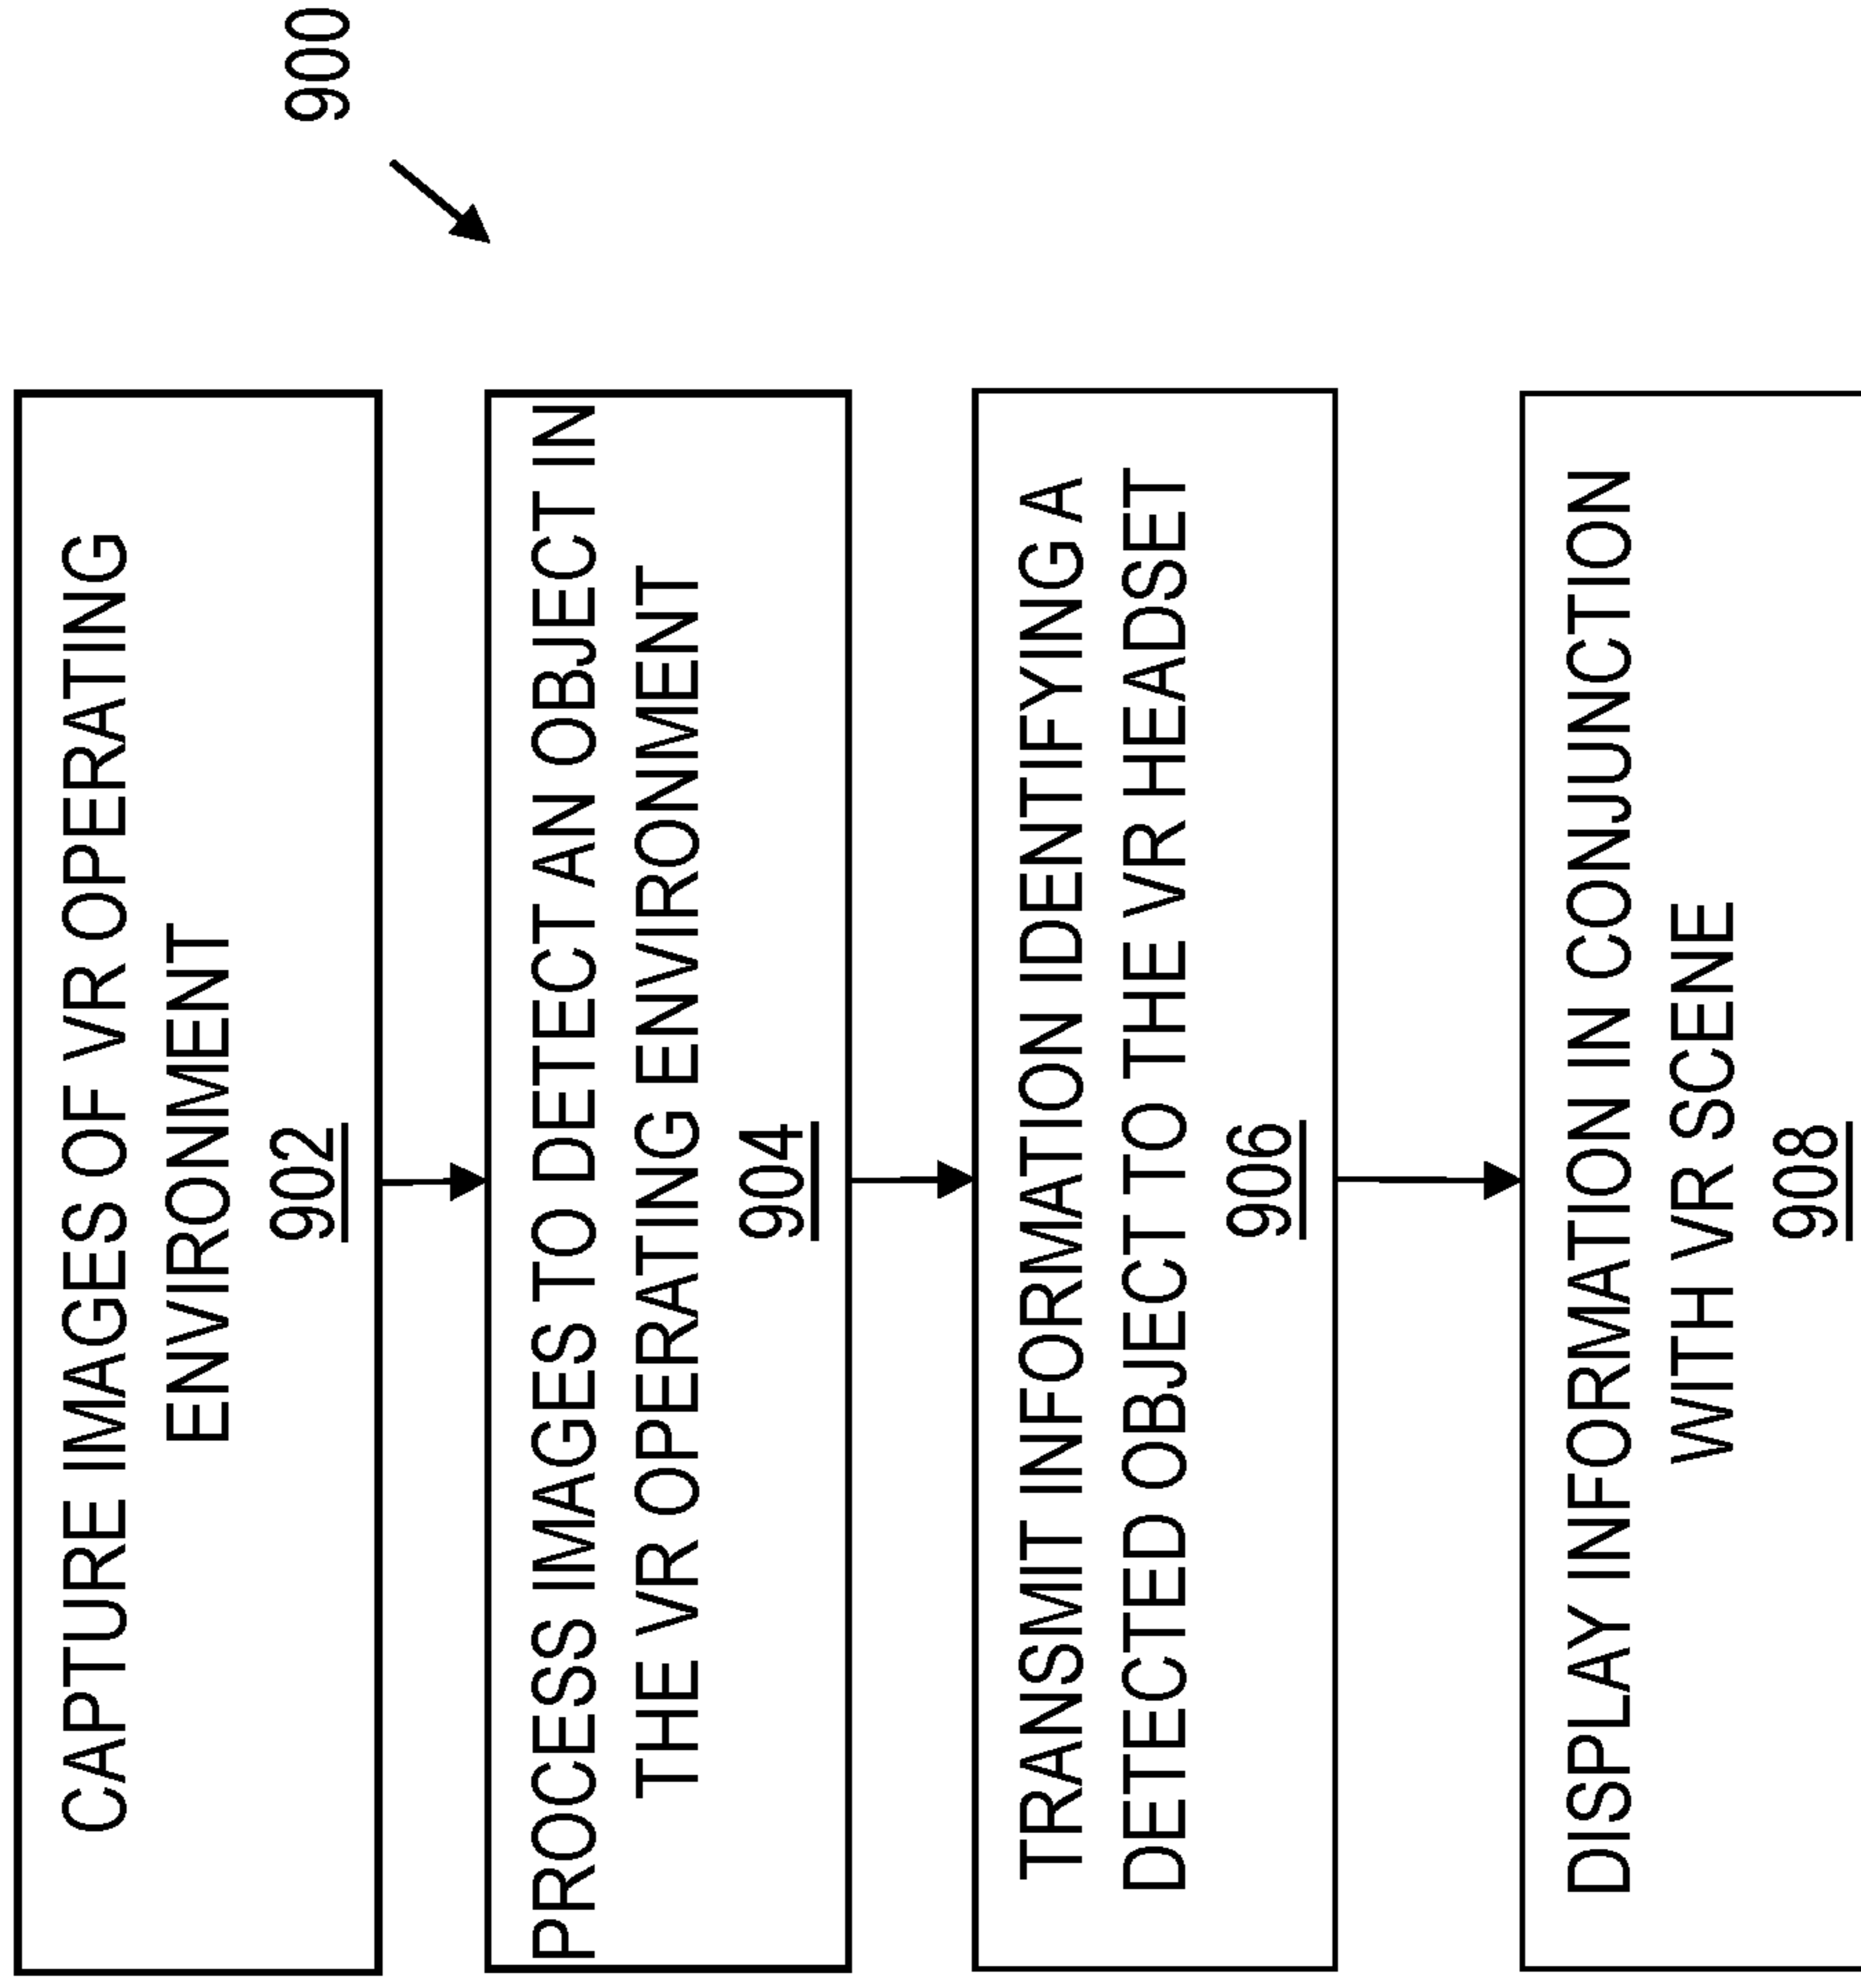 900
CAPTURE IMAGES OF VR OPERATING
ENVIRONMENT
902
PROCESS IMAGES TO DETECT AN OBJECT IN
THE VR OPERATING ENVIRONMENT
904
TRANSMIT INFORMATION IDENTIFYING A
DETECTED OBJECT TO THE VR HEADSET
906
DISPLAY INFORMATION IN CONJUNCTION
WITH VR SCENE
908